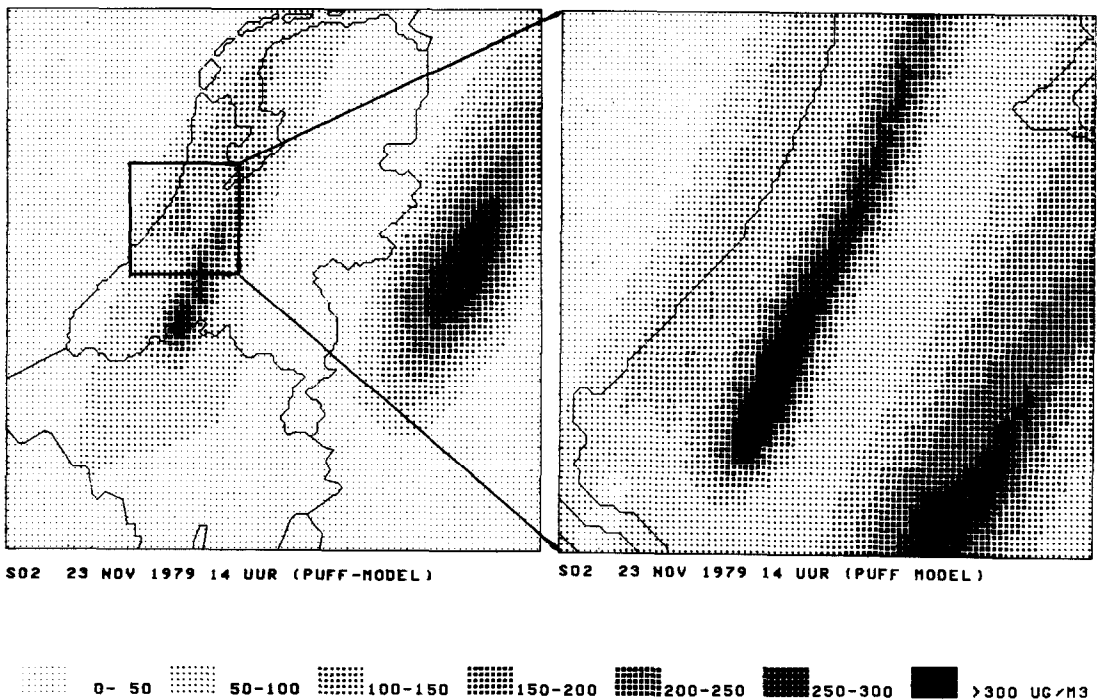 SO2 23 NOV 1979 14 UUR (PUFF-MODEL)
SO2 23 NOV 1979 14 UUR (PUFF MODEL)
0- 50 50-100 100-150 150-200 200-250 250-300 >300 UG/M3